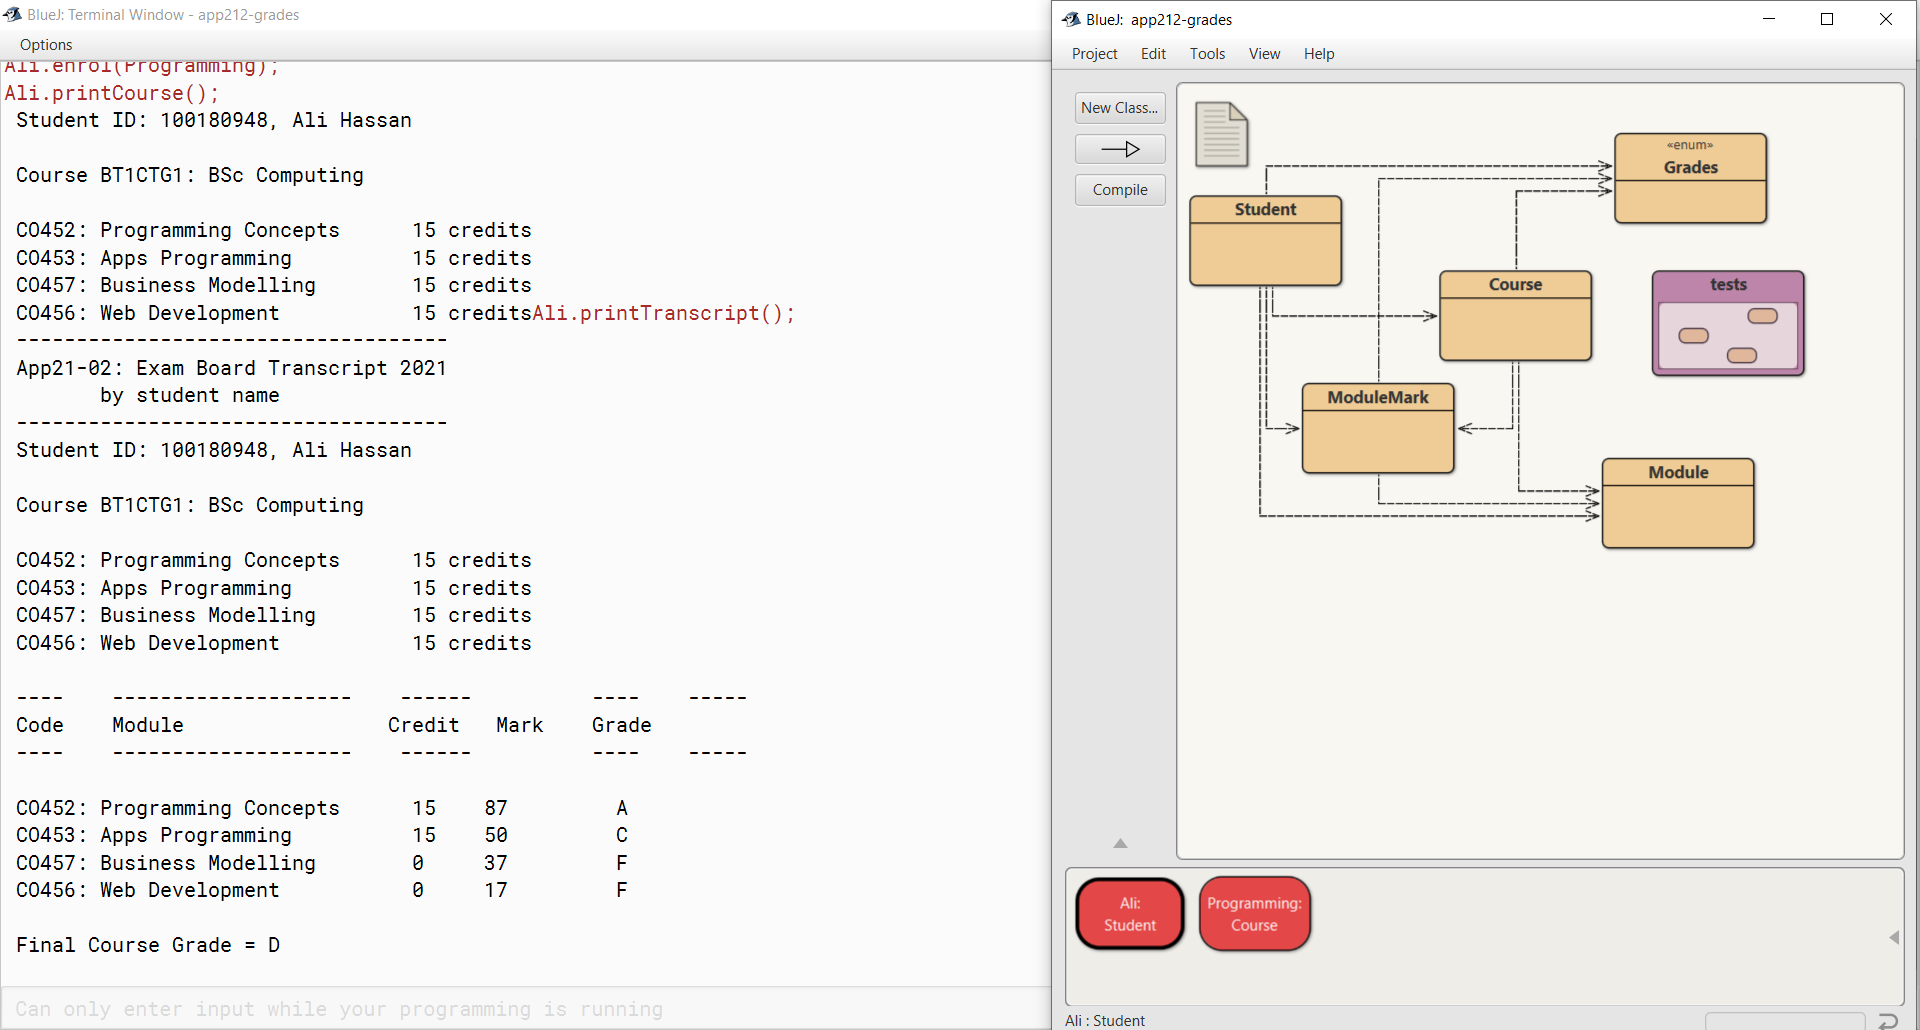 BlueJ: Terminal Window - app212-grades
Options
Ali.enrol(Programming);
Ali.printCourse();
Student ID: 100180948, Ali Hassan
Course BT1CTG1: BSc Computing
CO452: Programming Concepts 15 credits
CO453: Apps Programming 15 credits
CO457: Business Modelling 15 credits
CO456: Web Development 15 creditsAli.printTranscript();
------------------------------------
App21-02: Exam Board Transcript 2021
by student name
------------------------------------
Student ID: 100180948, Ali Hassan
Course BT1CTG1: BSc Computing
CO452: Programming Concepts 15 credits
CO453: Apps Programming 15 credits
CO457: Business Modelling 15 credits
CO456: Web Development 15 credits
---- -------------------- ------ ---- -----
Code Module Credit Mark Grade
---- -------------------- ------ ---- -----
CO452: Programming Concepts 15 87 A
CO453: Apps Programming 15 50 C
CO457: Business Modelling 0 37 F
CO456: Web Development 0 17 F
Final Course Grade = D
Can only enter input while your programming is running
BlueJ: app212-grades
Project Edit Tools View Help
New Class...
Compile
«enum»
Grades
Student
Course
tests
ModuleMark
Module
Ali:
Student
Programming:
Course
Ali : Student